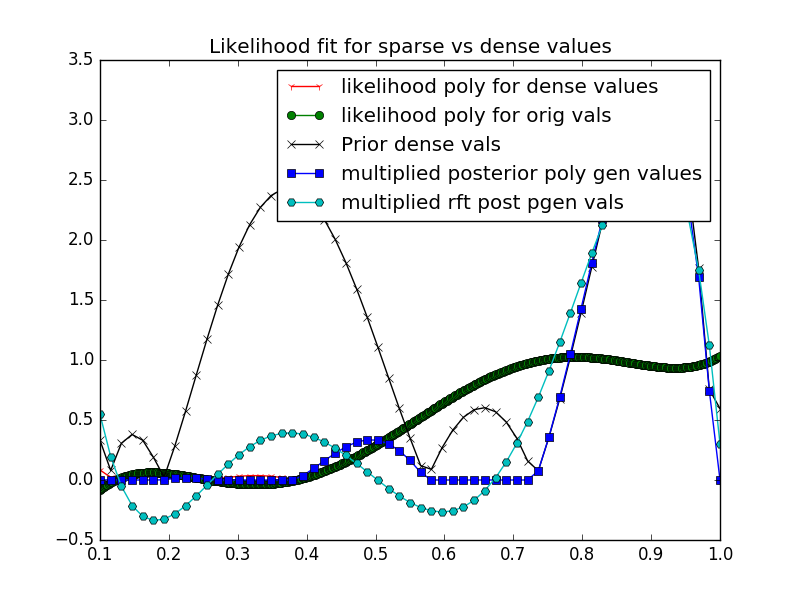 Likelihood fit for sparse vs dense values
3.5
3.0
2.5
2.0
1.5
1.0
0.5
0.0
−0.5
likelihood poly for dense values
likelihood poly for orig vals
Prior dense vals
multiplied posterior poly gen values
multiplied rft post pgen vals
0.1 0.2 0.3 0.4 0.5 0.6 0.7 0.8 0.9 1.0